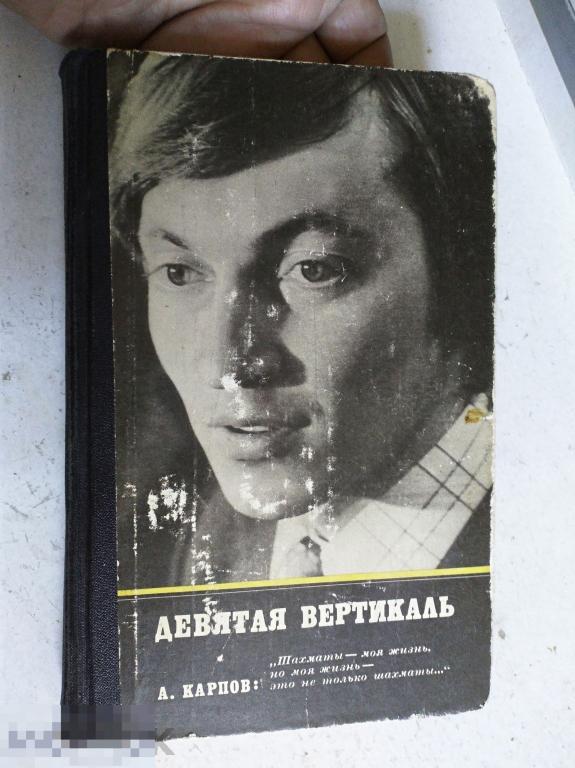 ДЕВЯТАЯ ВЕРТИКАЛЬ
„Шахматы — моя жизнь,
но моя жизнь —
А. КАРПОВ: это не только шахматы...“